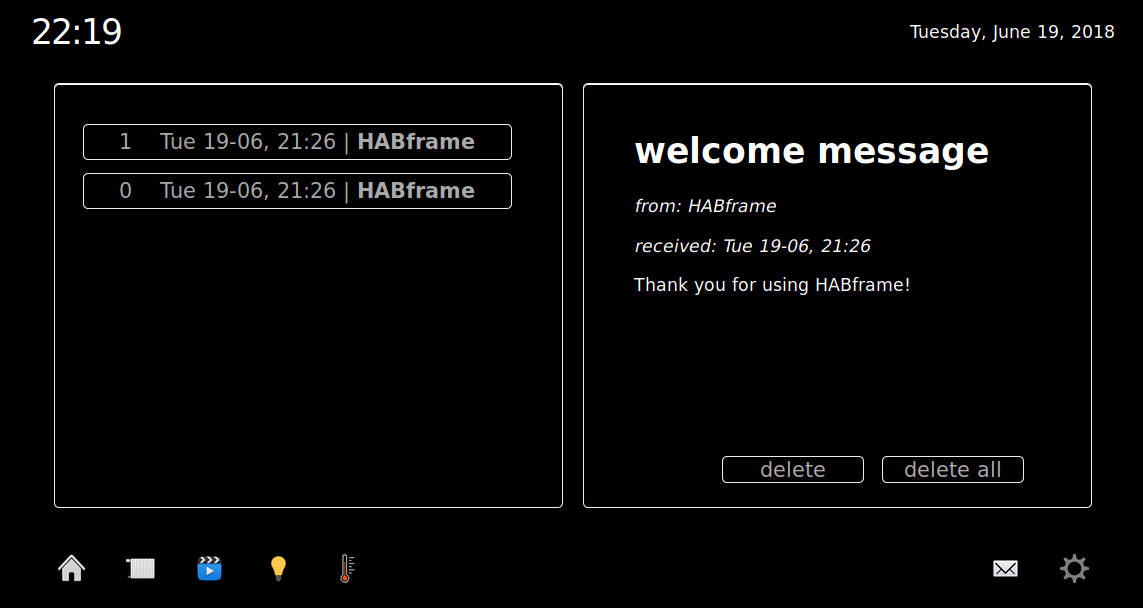 22:19
Tuesday, June 19, 2018
1 Tue 19-06, 21:26 | HABframe
0 Tue 19-06, 21:26 | HABframe
welcome message
from: HABframe
received: Tue 19-06, 21:26
Thank you for using HABframe!
delete
delete all